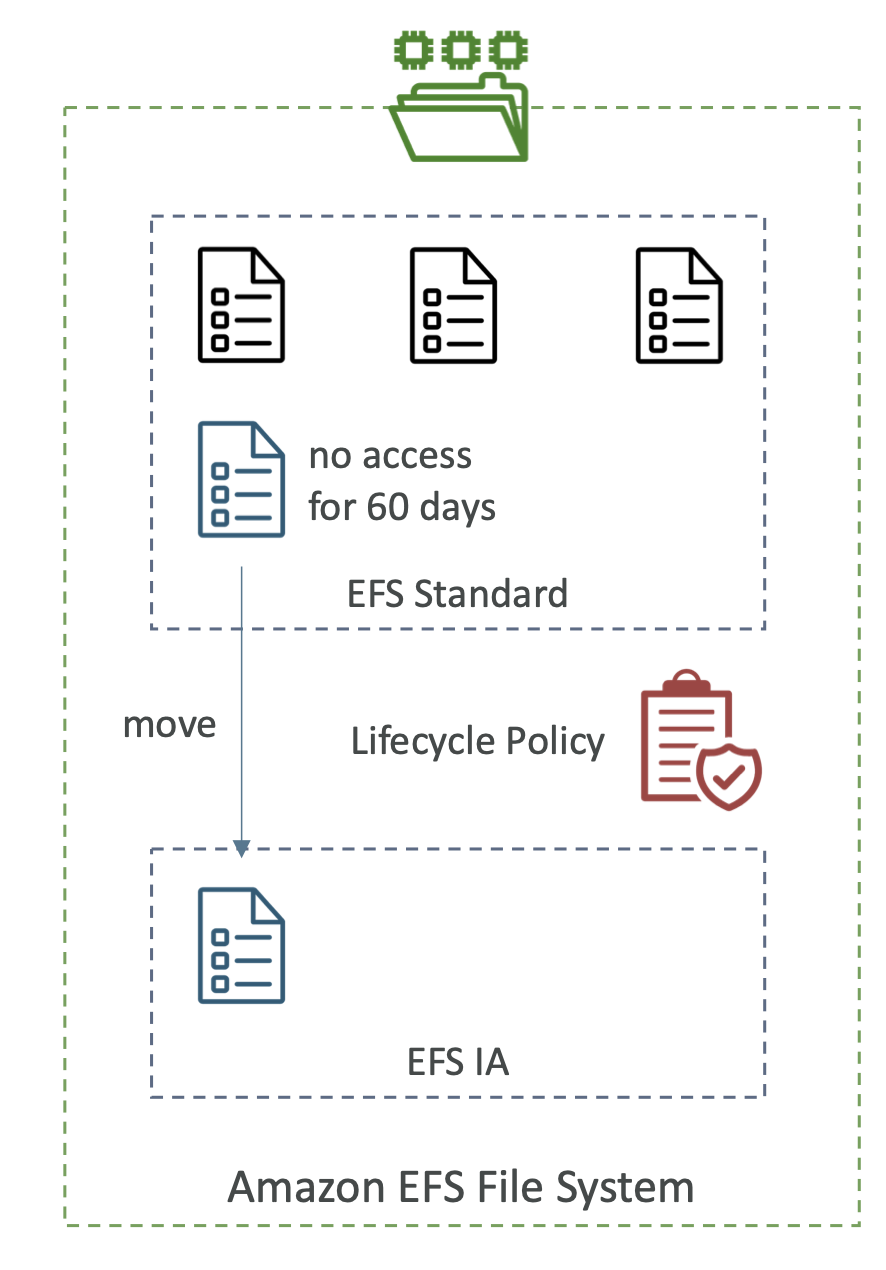 no access
for 60 days
EFS Standard
move
Lifecycle Policy
EFS IA
Amazon EFS File System